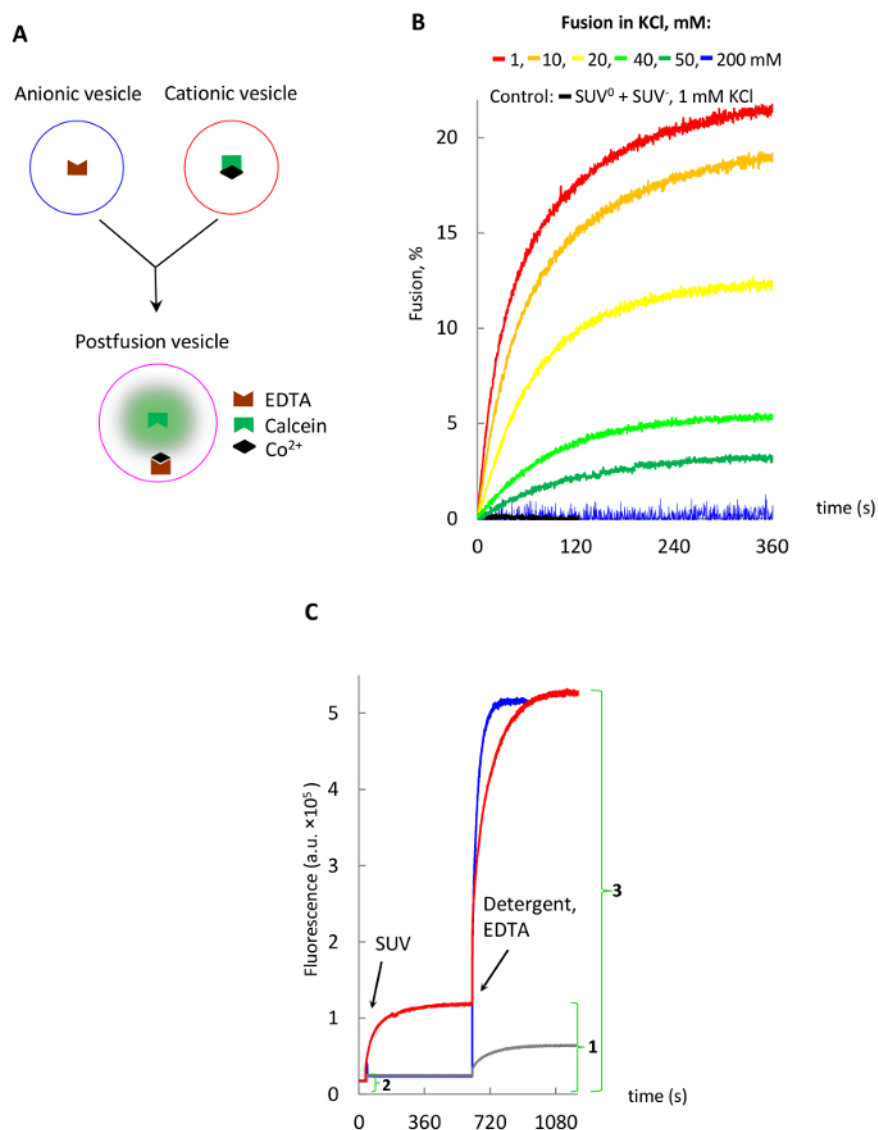 A
Anionic vesicle
Cationic vesicle
Postfusion vesicle
EDTA
Calcein
Co²⁺
B
Fusion in KCl, mM:
1, 10, 20, 40, 50, 200 mM
Control: SUV⁰ + SUV⁻, 1 mM KCl
Fusion, %
20
15
10
5
0
0 120 240 360
time (s)
C
Fluorescence (a.u. ×10⁵)
5
4
3
2
1
0
SUV
Detergent,
EDTA
3
1
2
0 360 720 1080
time (s)